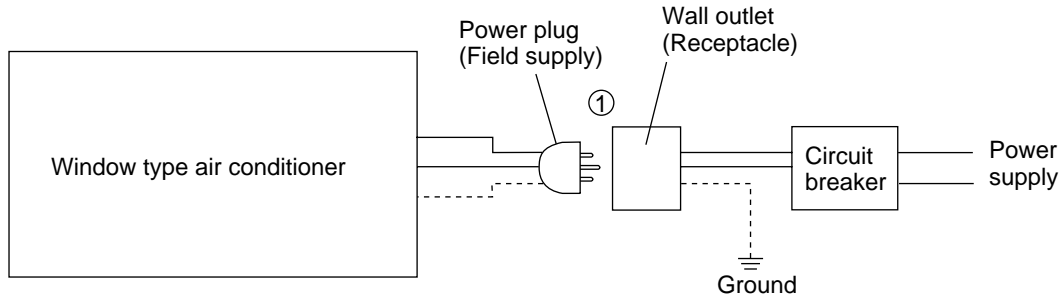 Wall outlet
(Receptacle)
Power plug
(Field supply)
1
Window type air conditioner
Circuit
breaker
Power
supply
Ground